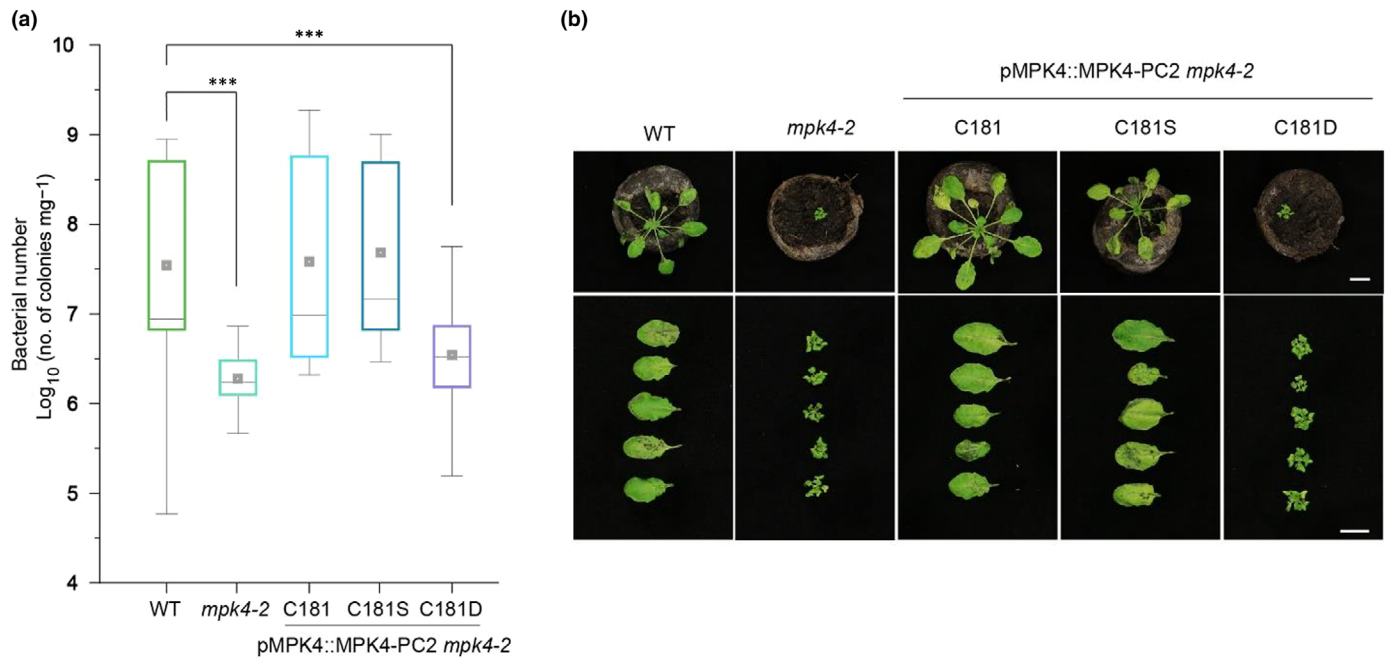 (a)
Bacterial number
Log10 (no. of colonies mg−1)
10
9
8
7
6
5
4
***
***
WT mpk4-2 C181 C181S C181D
pMPK4::MPK4-PC2 mpk4-2
(b)
pMPK4::MPK4-PC2 mpk4-2
WT mpk4-2 C181 C181S C181D